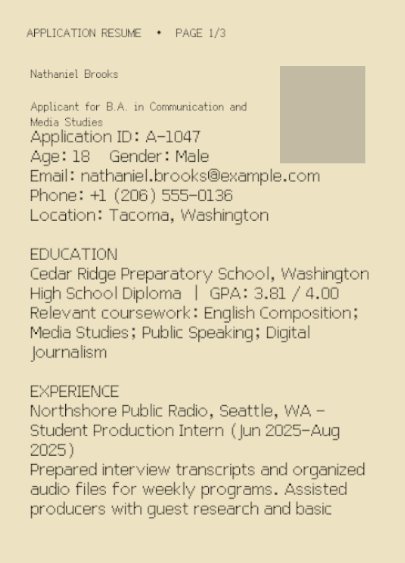 APPLICATION RESUME • PAGE 1/3
Nathaniel Brooks
Applicant for B.A. in Communication and
Media Studies
Application ID: A-1047
Age: 18 Gender: Male
Email: nathaniel.brooks@example.com
Phone: +1 (206) 555-0136
Location: Tacoma, Washington
EDUCATION
Cedar Ridge Preparatory School, Washington
High School Diploma | GPA: 3.81 / 4.00
Relevant coursework: English Composition;
Media Studies; Public Speaking; Digital
Journalism
EXPERIENCE
Northshore Public Radio, Seattle, WA -
Student Production Intern (Jun 2025-Aug
2025)
Prepared interview transcripts and organized
audio files for weekly programs. Assisted
producers with guest research and basic